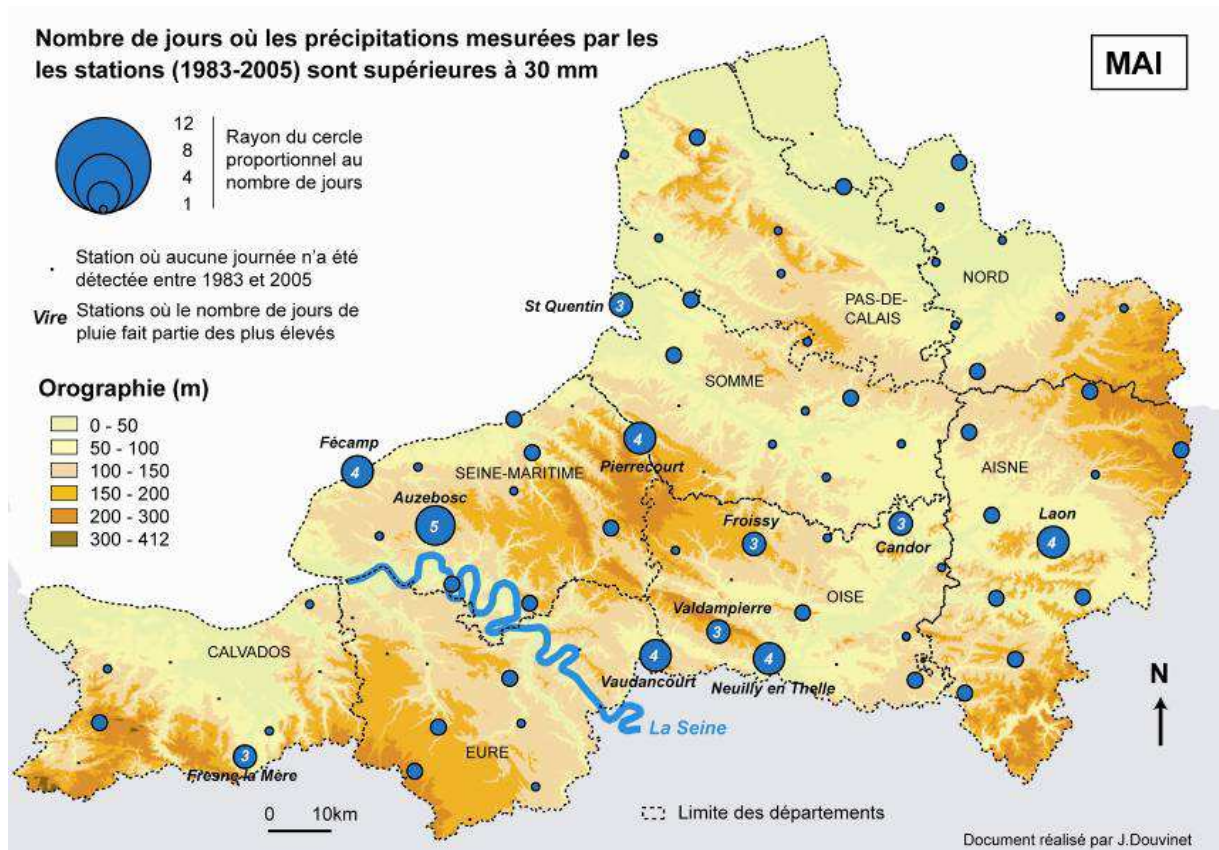 Nombre de jours où les précipitations mesurées par les
les stations (1983-2005) sont supérieures à 30 mm
MAI
12
8
4
1
Rayon du cercle
proportionnel au
nombre de jours
Station où aucune journée n'a été
détectée entre 1983 et 2005
Vire
Stations où le nombre de jours de
pluie fait partie des plus élevés
Orographie (m)
0 - 50
50 - 100
100 - 150
150 - 200
200 - 300
300 - 412
NORD
PAS-DE-
CALAIS
St Quentin
3
SOMME
Fécamp
4
4
Pierrecourt
SEINE-MARITIME
AISNE
Auzebosc
5
Froissy
3
3
Candor
Laon
4
OISE
Valdampierre
3
CALVADOS
4
Vaudancourt
4
Neuilly en Thelle
La Seine
EURE
3
Fresne la Mère
N
0 10km
Limite des départements
Document réalisé par J.Douvinet